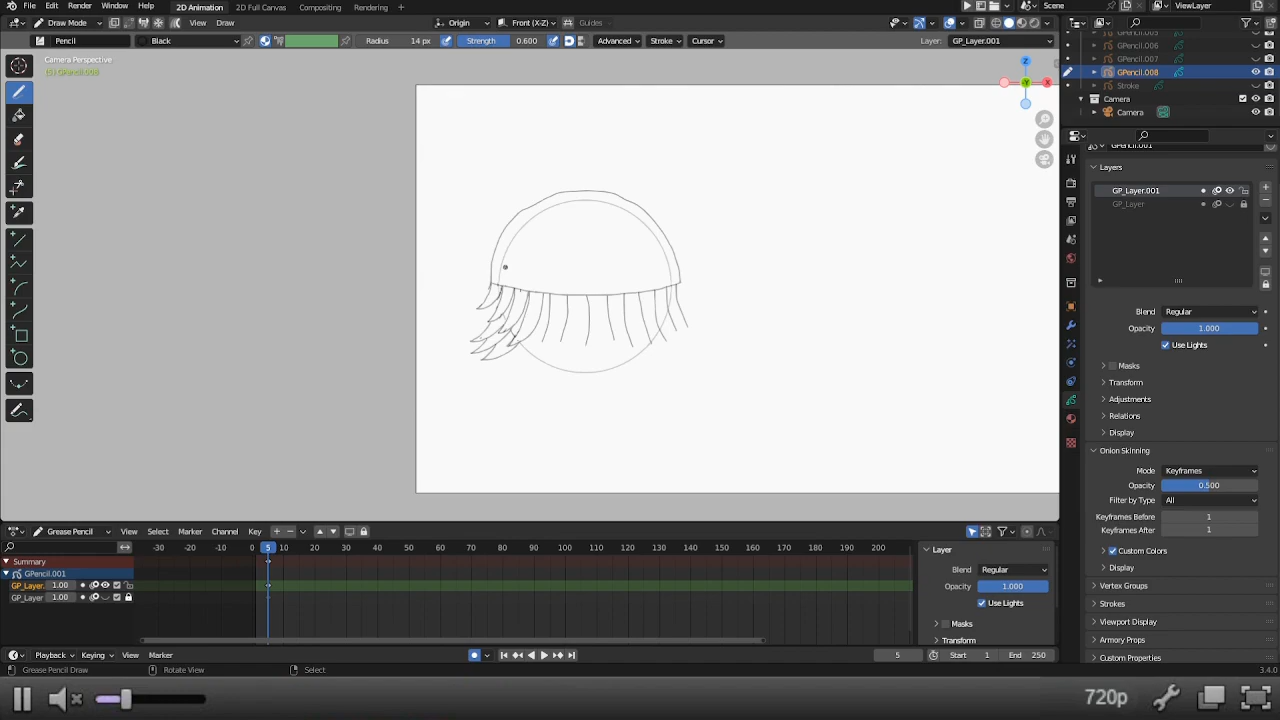 File Edit Render Window Help 2D Animation 2D Full Canvas Compositing Rendering Scene ViewLayer
Draw Mode View Draw Origin Front (X-Z) Guides
Pencil Black Radius 14 px Strength 0.600 Advanced Stroke Cursor Layer: GP_Layer.001
Camera Perspective
(5) GPencil.008
GPencil.005
GPencil.006
GPencil.007
GPencil.008
Stroke
Camera
Camera
GPencil.001
Layers
GP_Layer.001
GP_Layer
Blend Regular
Opacity 1.000
Use Lights
Masks
Transform
Adjustments
Relations
Display
Onion Skinning
Mode Keyframes
Opacity 0.500
Filter by Type All
Keyframes Before 1
Keyframes After 1
Custom Colors
Display
Vertex Groups
Strokes
Viewport Display
Armory Props
Custom Properties
Z
Y
X
Grease Pencil View Select Marker Channel Key
-30 -20 -10 0 5 10 20 30 40 50 60 70 80 90 100 110 120 130 140 150 160 170 180 190 200
Summary
GPencil.001
GP_Layer. 1.00
GP_Layer 1.00
Layer
Blend Regular
Opacity 1.000
Use Lights
Masks
Transform
Playback Keying View Marker 5 Start 1 End 250
Grease Pencil Draw Rotate View Select 3.4.0
720p